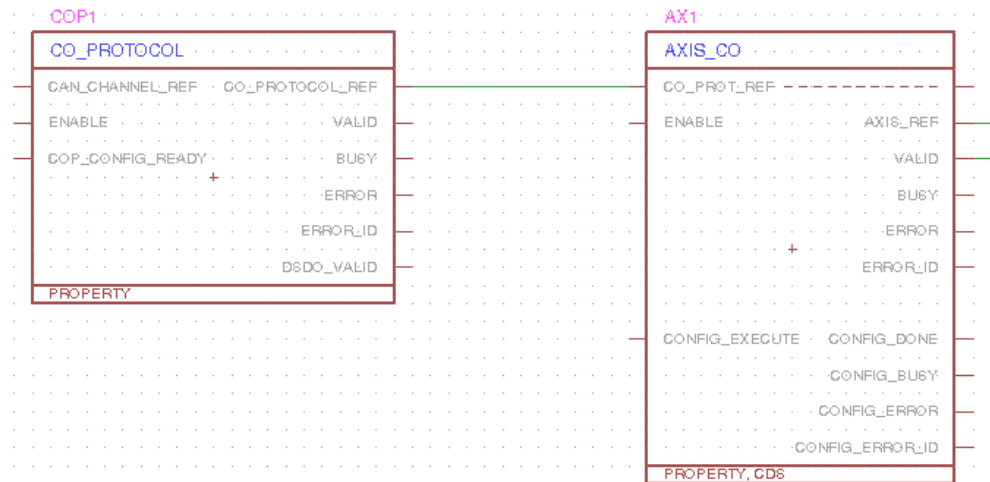 COP1
CO_PROTOCOL
CAN_CHANNEL_REF CO_PROTOCOL_REF
ENABLE VALID
COP_CONFIG_READY BUSY
ERROR
ERROR_ID
DSDO_VALID
PROPERTY
AX1
AXIS_CO
CO_PROT_REF
ENABLE AXIS_REF
VALID
BUSY
ERROR
ERROR_ID
CONFIG_EXECUTE CONFIG_DONE
CONFIG_BUSY
CONFIG_ERROR
CONFIG_ERROR_ID
PROPERTY, CDS